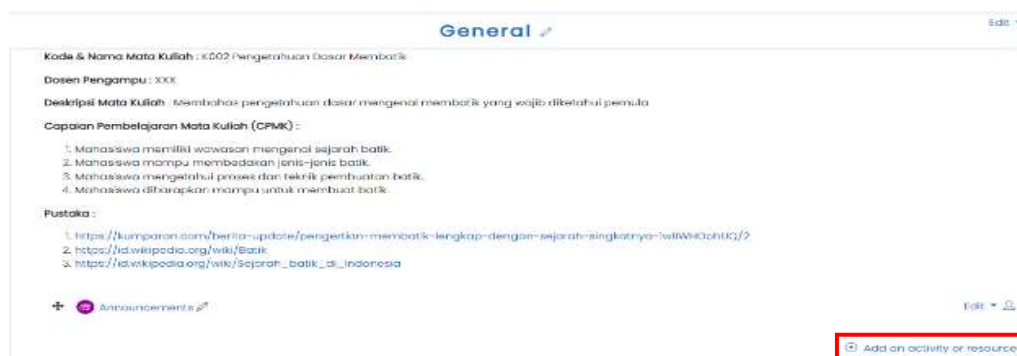 General
Edit
Kode & Nama Mata Kuliah : K002 Pengetahuan Dasar Membatik
Dosen Pengampu : XXX
Deskripsi Mata Kuliah : Membahas pengetahuan dasar mengenai membatik yang wajib diketahui pemula
Capaian Pembelajaran Mata Kuliah (CPMK) :
1. Mahasiswa memiliki wawasan mengenai sejarah batik.
2. Mahasiswa mampu membedakan jenis-jenis batik.
3. Mahasiswa mengetahui proses dan teknik pembuatan batik.
4. Mahasiswa diharapkan mampu untuk membuat batik.
Pustaka :
1. https://kumparan.com/berita-update/pengertian-membatik-lengkap-dengan-sejarah-singkatnya-
2. https://id.wikipedia.org/wiki/Batik
3. https://id.wikipedia.org/wiki/Sejarah_batik_di_Indonesia
Announcements
Edit
Add an activity or resource